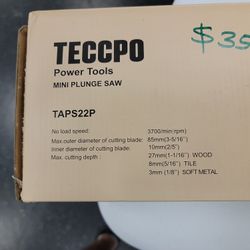 TECCPO
$35
Power Tools
MINI PLUNGE SAW
TAPS22P
No load speed: 3700/min(rpm)
Max.outer diameter of cutting blade: 85mm(3-5/16")
Inner diameter of cutting blade: 10mm(2/5")
Max. cutting depth : 27mm(1-1/16") WOOD
8mm(5/16") TILE
3mm (1/8") SOFT METAL